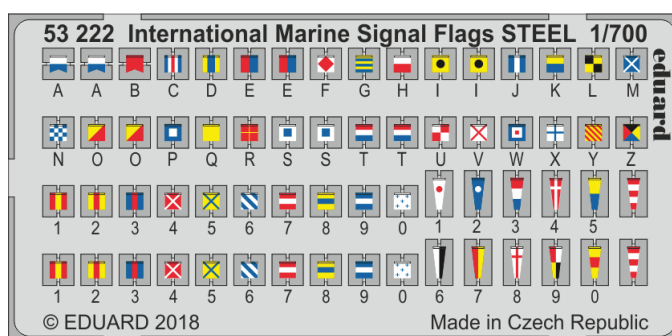 53 222 International Marine Signal Flags STEEL 1/700
eduard
A A B C D E E F G H I I J K L M
N O O P Q R S S T T U V W X Y Z
1 2 3 4 5 6 7 8 9 0 1 2 3 4 5
1 2 3 4 5 6 7 8 9 0 6 7 8 9 0
© EDUARD 2018 Made in Czech Republic